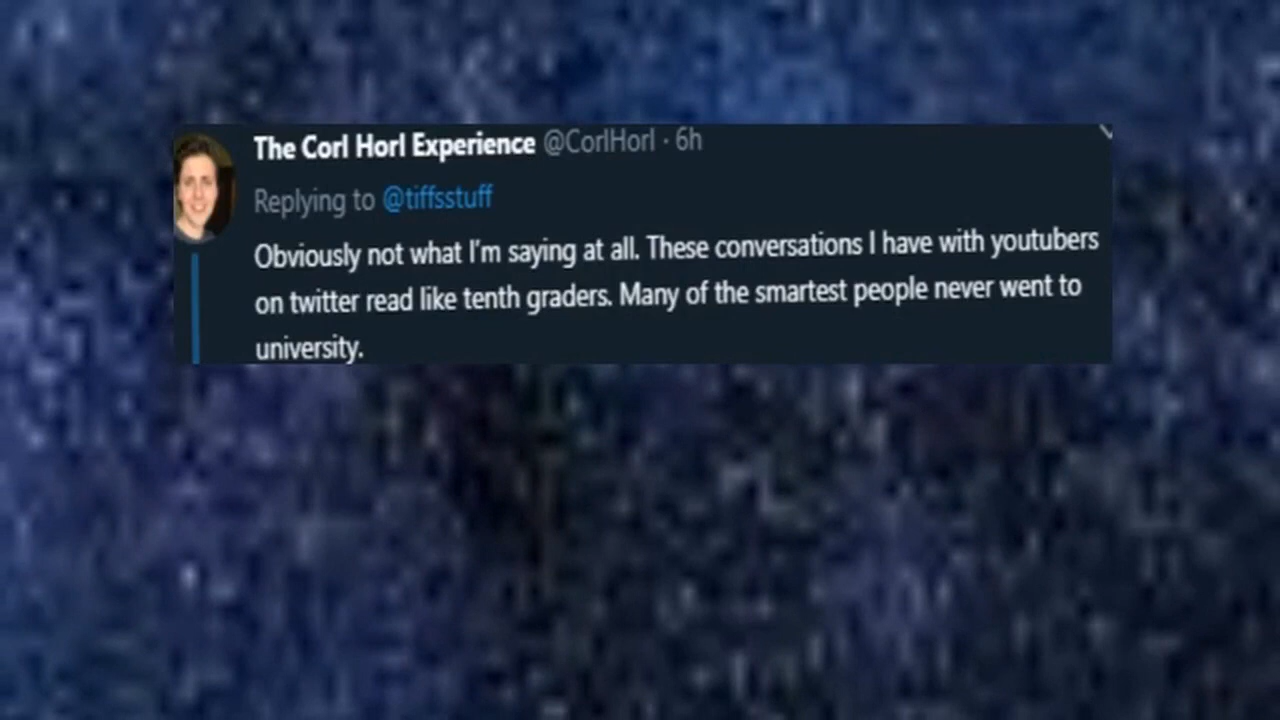 The Corl Horl Experience @CorlHorl · 6h
Replying to @tiffsstuff
Obviously not what I'm saying at all. These conversations I have with youtubers
on twitter read like tenth graders. Many of the smartest people never went to
university.